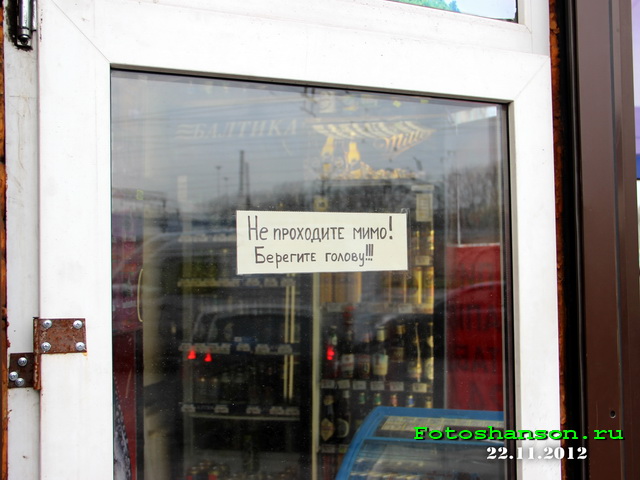 БАЛТИКА
Не проходите мимо!
Берегите голову!!!
Fotoshanson.ru
22.11.2012